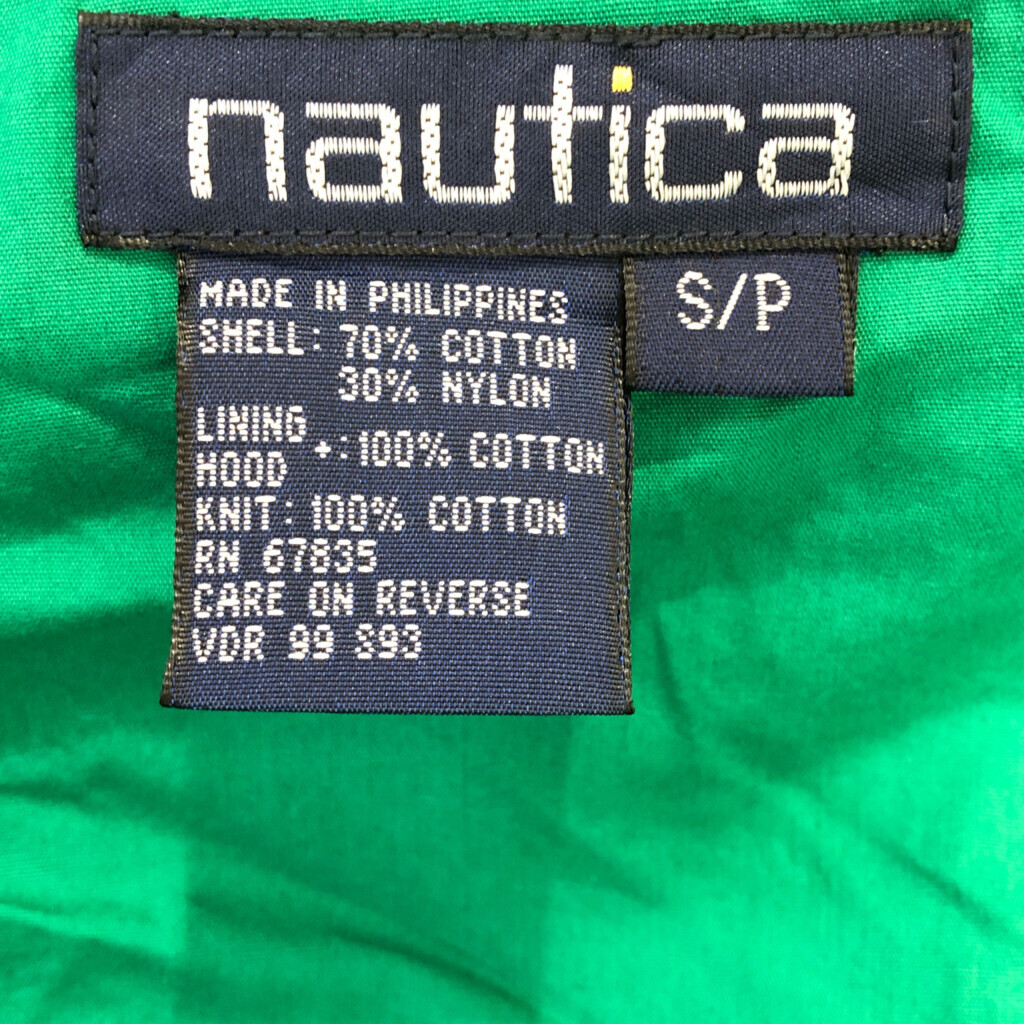 nautica
S/P
MADE IN PHILIPPINES
SHELL: 70% COTTON
30% NYLON
LINING
HOOD +: 100% COTTON
KNIT: 100% COTTON
RN 67835
CARE ON REVERSE
VDR 99 S93